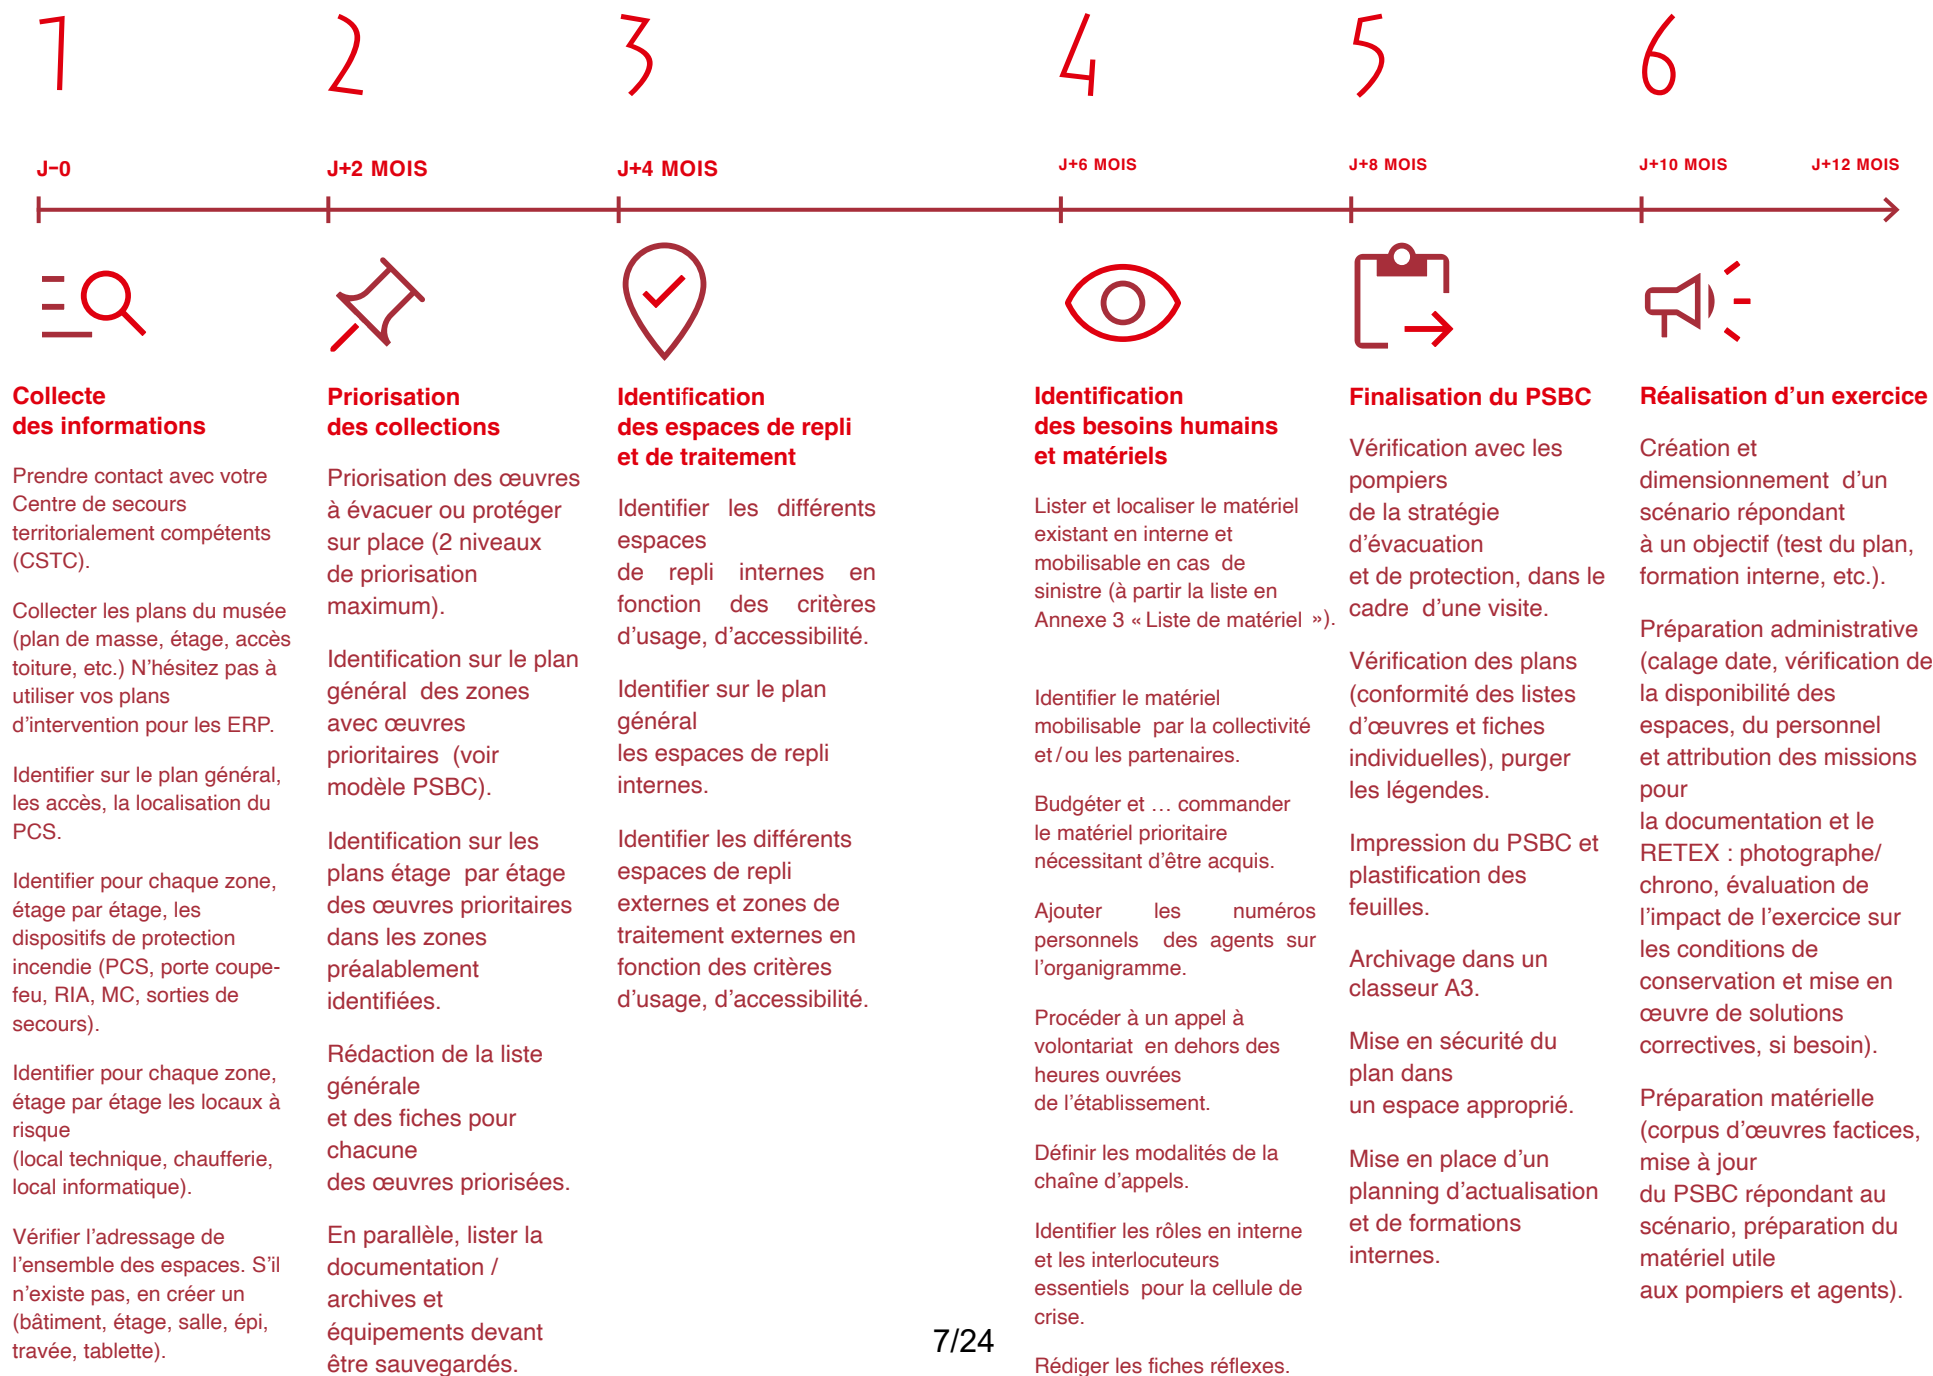 1
J-0
Collecte
des informations
Prendre contact avec votre
Centre de secours
territorialement compétents
(CSTC).
Collecter les plans du musée
(plan de masse, étage, accès
toiture, etc.) N’hésitez pas à
utiliser vos plans
d’intervention pour les ERP.
Identifier sur le plan général,
les accès, la localisation du
PCS.
Identifier pour chaque zone,
étage par étage, les
dispositifs de protection
incendie (PCS, porte coupe-
feu, RIA, MC, sorties de
secours).
Identifier pour chaque zone,
étage par étage les locaux à
risque
(local technique, chaufferie,
local informatique).
Vérifier l’adressage de
l’ensemble des espaces. S’il
n’existe pas, en créer un
(bâtiment, étage, salle, épi,
travée, tablette).
2
J+2 MOIS
Priorisation
des collections
Priorisation des œuvres
à évacuer ou protéger
sur place (2 niveaux
de priorisation
maximum).
Identification sur le plan
général des zones
avec œuvres
prioritaires (voir
modèle PSBC).
Identification sur les
plans étage par étage
des œuvres prioritaires
dans les zones
préalablement
identifiées.
Rédaction de la liste
générale
et des fiches pour
chacune
des œuvres priorisées.
En parallèle, lister la
documentation /
archives et
équipements devant
être sauvegardés.
3
J+4 MOIS
Identification
des espaces de repli
et de traitement
Identifier les différents
espaces
de repli internes en
fonction des critères
d’usage, d’accessibilité.
Identifier sur le plan
général
les espaces de repli
internes.
Identifier les différents
espaces de repli
externes et zones de
traitement externes en
fonction des critères
d’usage, d’accessibilité.
4
J+6 MOIS
Identification
des besoins humains
et matériels
Lister et localiser le matériel
existant en interne et
mobilisable en cas de
sinistre (à partir la liste en
Annexe 3 « Liste de matériel »).
Identifier le matériel
mobilisable par la collectivité
et / ou les partenaires.
Budgéter et … commander
le matériel prioritaire
nécessitant d’être acquis.
Ajouter les numéros
personnels des agents sur
l’organigramme.
Procéder à un appel à
volontariat en dehors des
heures ouvrées
de l’établissement.
Définir les modalités de la
chaîne d’appels.
Identifier les rôles en interne
et les interlocuteurs
essentiels pour la cellule de
crise.
Rédiger les fiches réflexes.
5
J+8 MOIS
Finalisation du PSBC
Vérification avec les
pompiers
de la stratégie
d’évacuation
et de protection, dans le
cadre d’une visite.
Vérification des plans
(conformité des listes
d’œuvres et fiches
individuelles), purger
les légendes.
Impression du PSBC et
plastification des
feuilles.
Archivage dans un
classeur A3.
Mise en sécurité du
plan dans
un espace approprié.
Mise en place d’un
planning d’actualisation
et de formations
internes.
6
J+10 MOIS
J+12 MOIS
Réalisation d’un exercice
Création et
dimensionnement d’un
scénario répondant
à un objectif (test du plan,
formation interne, etc.).
Préparation administrative
(calage date, vérification de
la disponibilité des
espaces, du personnel
et attribution des missions
pour
la documentation et le
RETEX : photographe/
chrono, évaluation de
l’impact de l’exercice sur
les conditions de
conservation et mise en
œuvre de solutions
correctives, si besoin).
Préparation matérielle
(corpus d’œuvres factices,
mise à jour
du PSBC répondant au
scénario, préparation du
matériel utile
aux pompiers et agents).
7/24